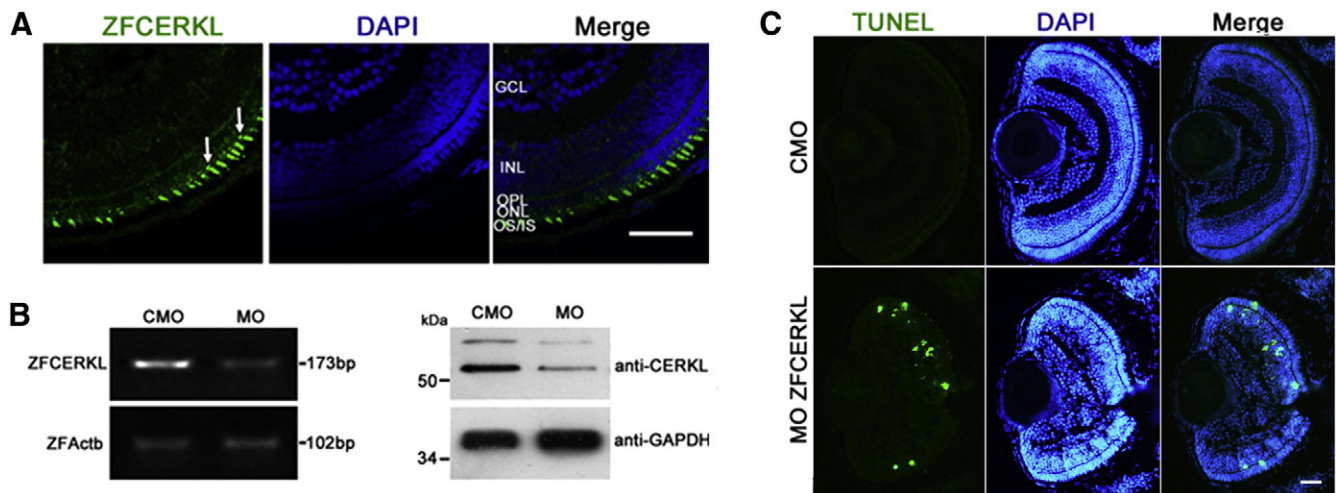 A
ZFCERKL
DAPI
Merge
GCL
INL
OPL
ONL
OS/IS
B
CMO
MO
ZFCERKL
-173bp
ZFActb
-102bp
kDa
CMO
MO
50
anti-CERKL
34
anti-GAPDH
C
TUNEL
DAPI
Merge
CMO
MO ZFCERKL